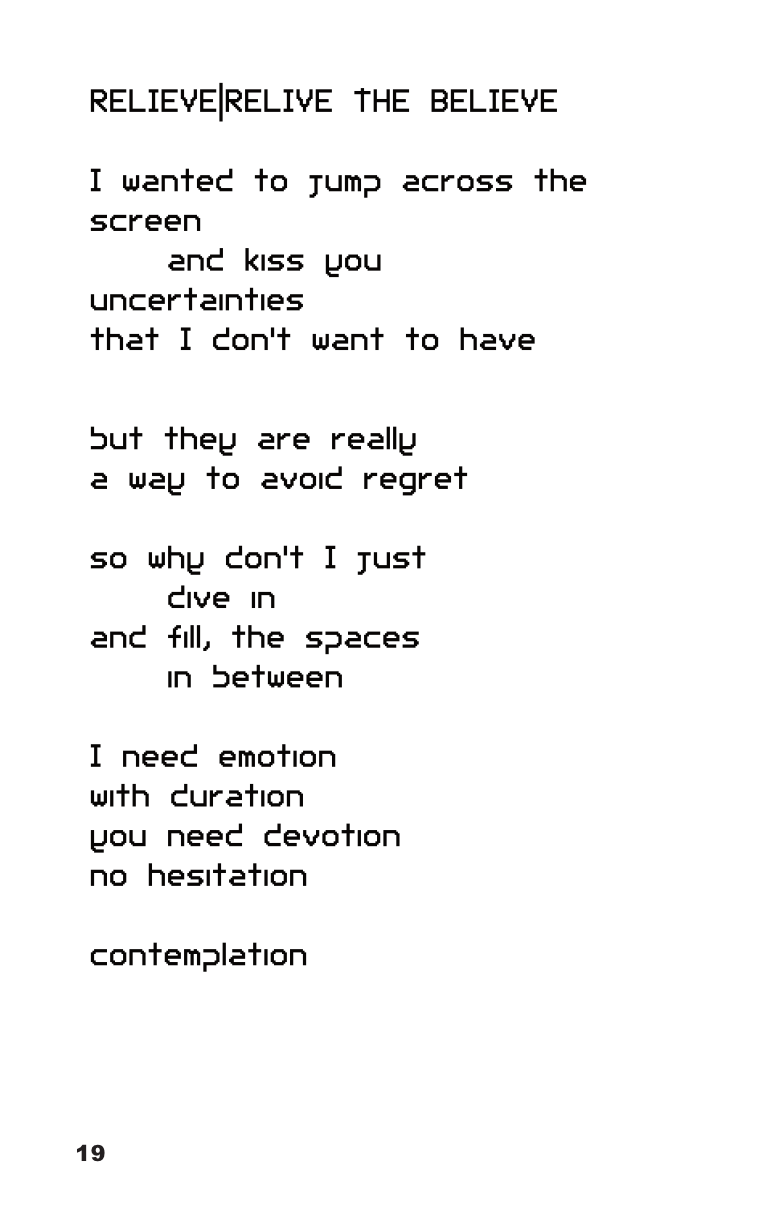 RELIEVE|RELIVE THE BELIEVE
I wanted to jump across the
screen
and kiss you
uncertainties
that I don't want to have
but they are really
a way to avoid regret
so why don't I just
dive in
and fill, the spaces
in between
I need emotion
with duration
you need devotion
no hesitation
contemplation
19